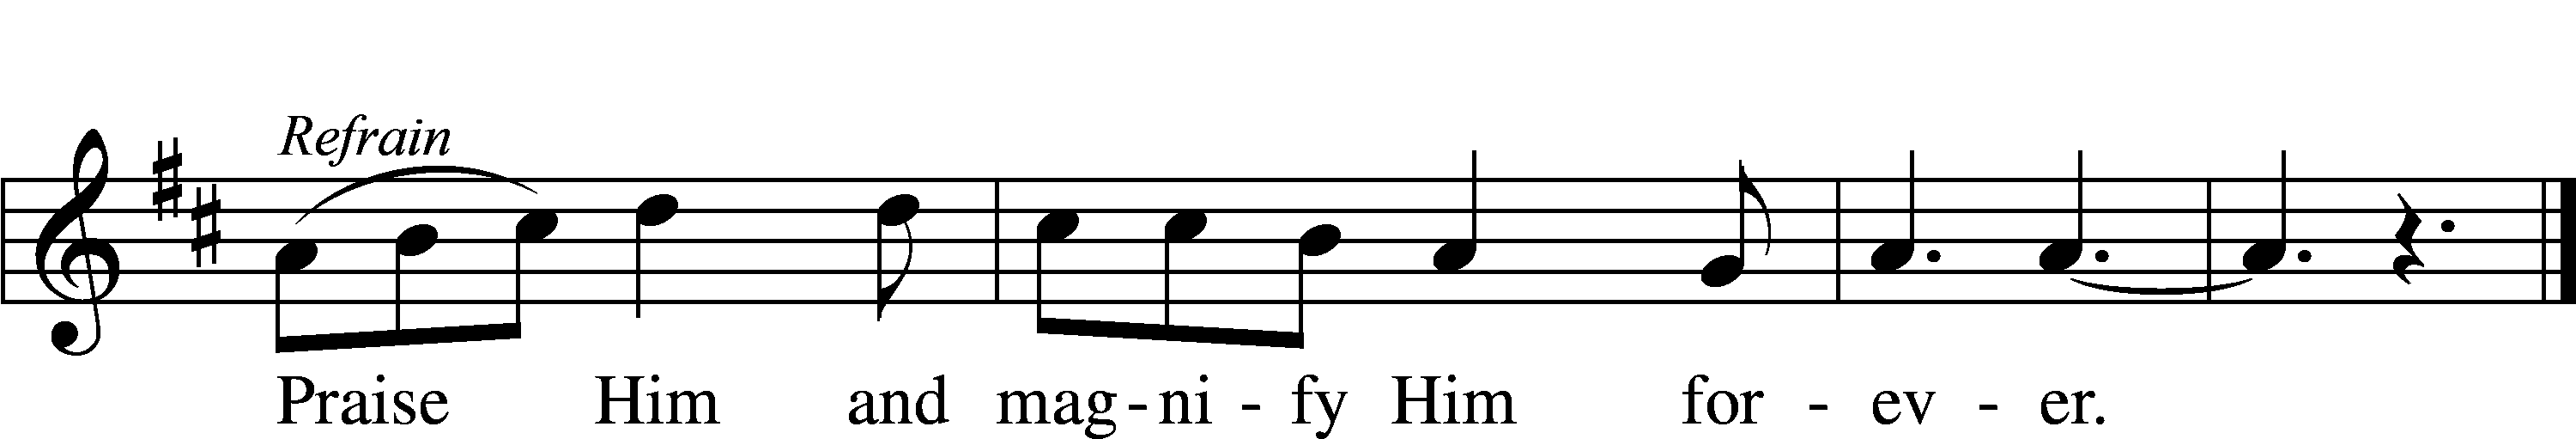 Refrain
Praise Him and mag - ni - fy Him for - ev - er.